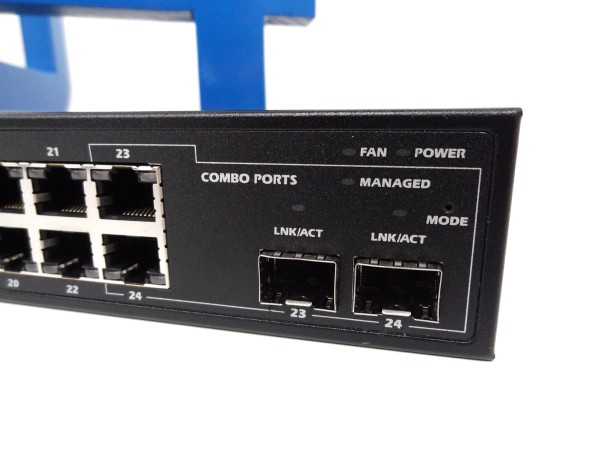 21 23
FAN POWER
COMBO PORTS MANAGED
MODE
LNK/ACT LNK/ACT
20 22 24
23 24